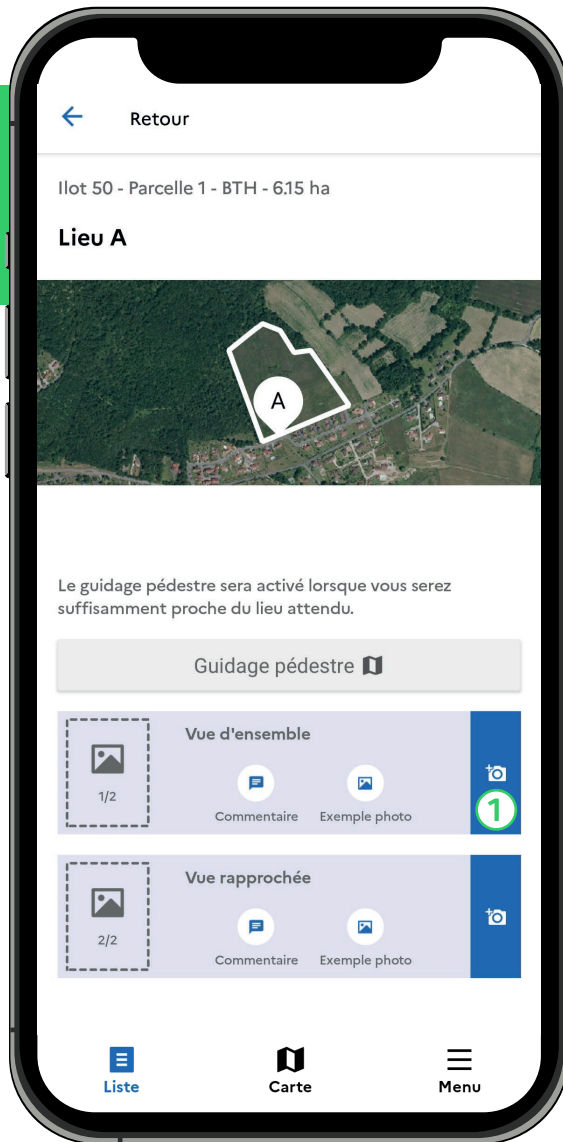 Retour
Ilot 50 - Parcelle 1 - BTH - 6.15 ha
Lieu A
A
Le guidage pédestre sera activé lorsque vous serez
suffisamment proche du lieu attendu.
Guidage pédestre
Vue d'ensemble
1/2
Commentaire Exemple photo
1
Vue rapprochée
2/2
Commentaire Exemple photo
Liste Carte Menu